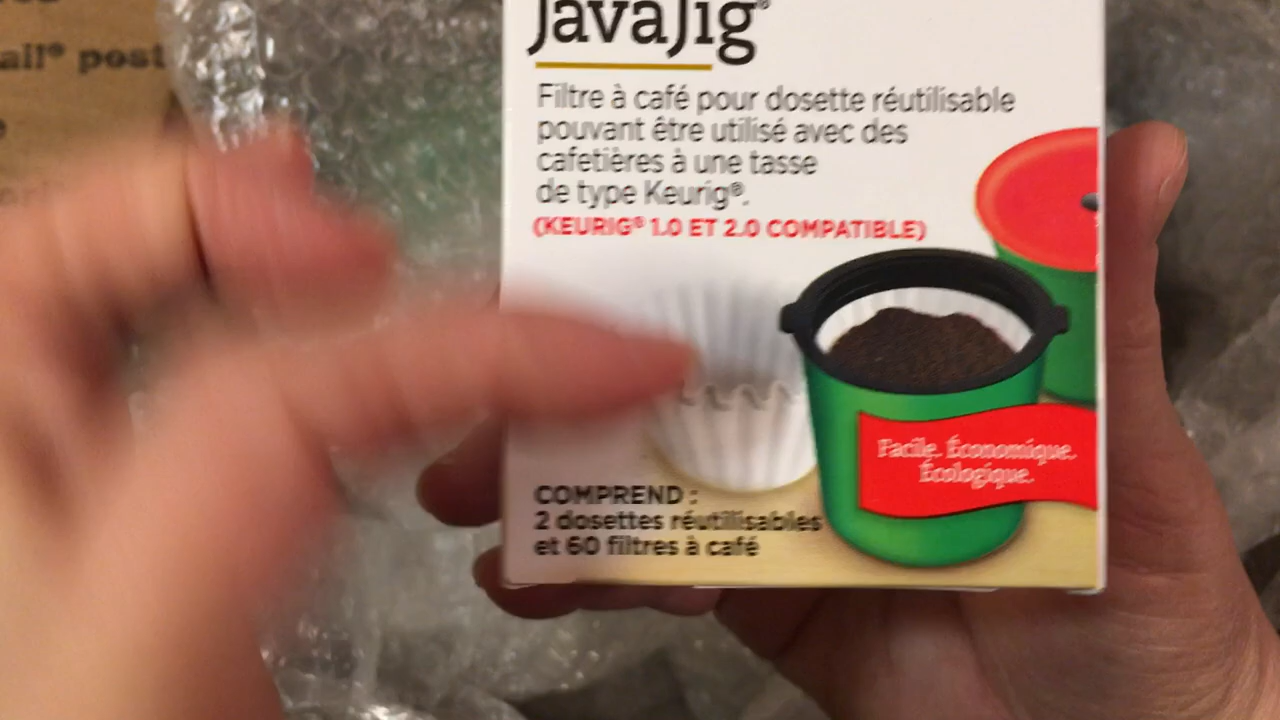 ail® post
JavaJig®
Filtre à café pour dosette réutilisable
pouvant être utilisé avec des
cafetières à une tasse
de type Keurig®.
(KEURIG® 1.0 ET 2.0 COMPATIBLE)
Facile. Économique.
Écologique.
COMPREND :
2 dosettes réutilisables
et 60 filtres à café